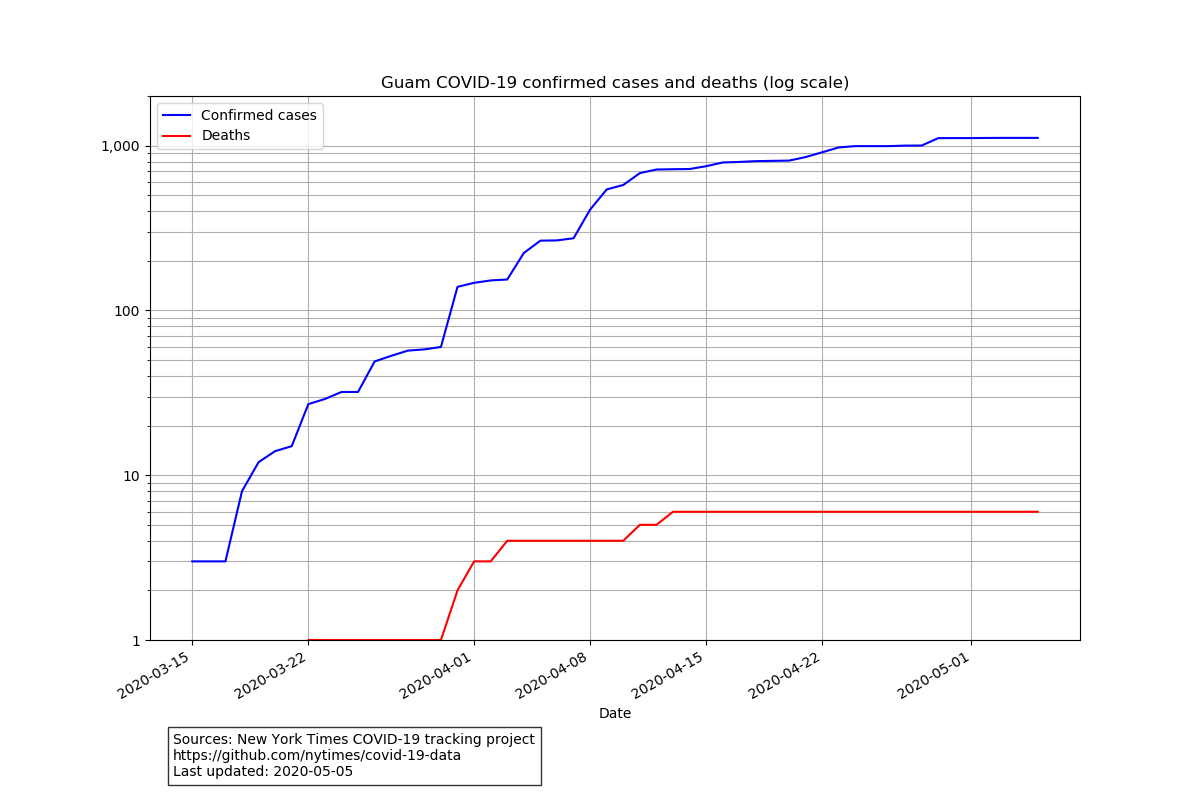 Guam COVID-19 confirmed cases and deaths (log scale)
Confirmed cases
Deaths
1,000
100
10
1
2020-03-15
2020-03-22
2020-04-01
2020-04-08
2020-04-15
2020-04-22
2020-05-01
Date
Sources: New York Times COVID-19 tracking project
https://github.com/nytimes/covid-19-data
Last updated: 2020-05-05